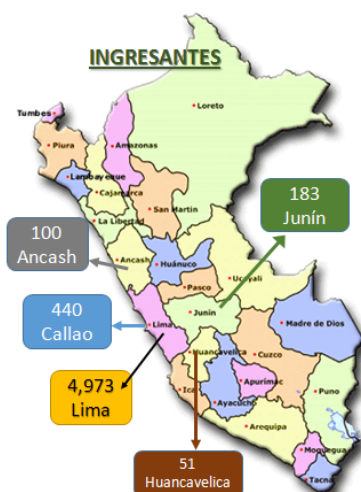 INGRESANTES
Loreto
Tumbes
Piura
Amazonas
Lambayeque
Cajamarca
San Martin
La Libertad
183
Junín
100
Ancash
Ancash
Huánuco
Ucayali
Pasco
440
Callao
Lima
Junín
Madre de Dios
Huancavelica
Cuzco
4,973
Lima
Ica
Apurimac
Ayacucho
Puno
Arequipa
51
Huancavelica
Moquegua
Tacna